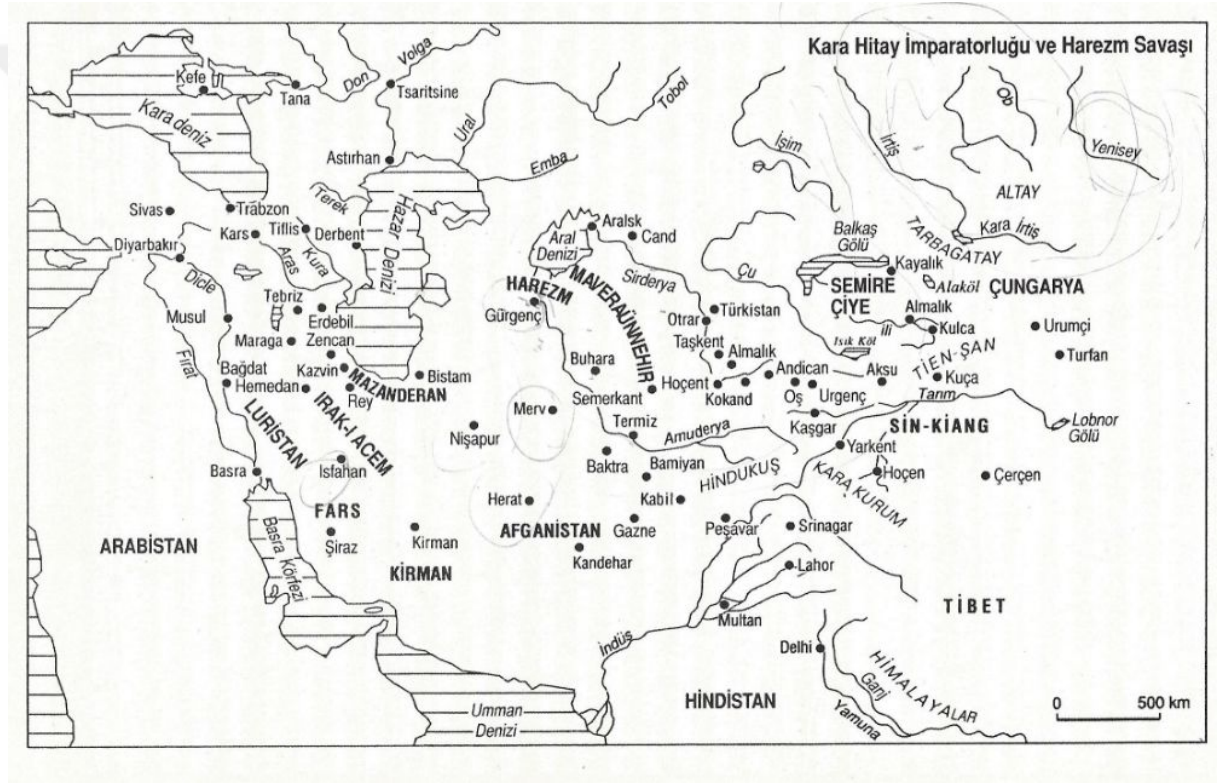 Kara Hitay İmparatorluğu ve Harezm Savaşı
Kefe
Tana
Don
Volga
Tsaritsine
Kara deniz
Ural
Tobol
İşim
İrtiş
Ob
Yenisey
Astırhan
Emba
Terek
ALTAY
Sivas
Trabzon
Kars
Tiflis
Derbent
Hazar Denizi
Aralsk
Cand
Aral
Denizi
Balkaş
Gölü
TARBAGATAY
Kara İrtiş
Kayalık
Diyarbakır
Aras
Kura
Dicle
Sirderya
Çu
SEMİRE
ÇİYE
Alaköl
ÇUNGARYA
HAREZM
MAVERAÜNNEHİR
Gürgenç
Tebriz
Erdebil
Musul
Maraga
Zencan
Türkistan
Otrar
Taşkent
Almalık
Almalık
ili
Kulca
Isık Köl
Urumçi
Turfan
TİEN-ŞAN
Fırat
Bağdat
Hemedan
Kazvin
MAZANDERAN
Rey
Bistam
Buhara
Semerkant
Hoçent
Kokand
Andican
Oş
Urgenç
Aksu
Kuça
Tarım
Merv
Nişapur
Termiz
Amuderya
Kaşgar
SİN-KİANG
Lobnor
Gölü
LURİSTAN
IRAK-I ACEM
Isfahan
Basra
Baktra
Bamiyan
HİNDUKUŞ
Yarkent
Hoçen
Çerçen
KARA KURUM
Herat
Kabil
AFGANİSTAN
Gazne
Peşavar
Srinagar
FARS
Şiraz
Kirman
KİRMAN
Kandehar
Lahor
ARABİSTAN
Basra Körfezi
Multan
TİBET
İndüş
Delhi
HİMALAYALAR
Ganj
Yamuna
HİNDİSTAN
Umman
Denizi
0
500 km